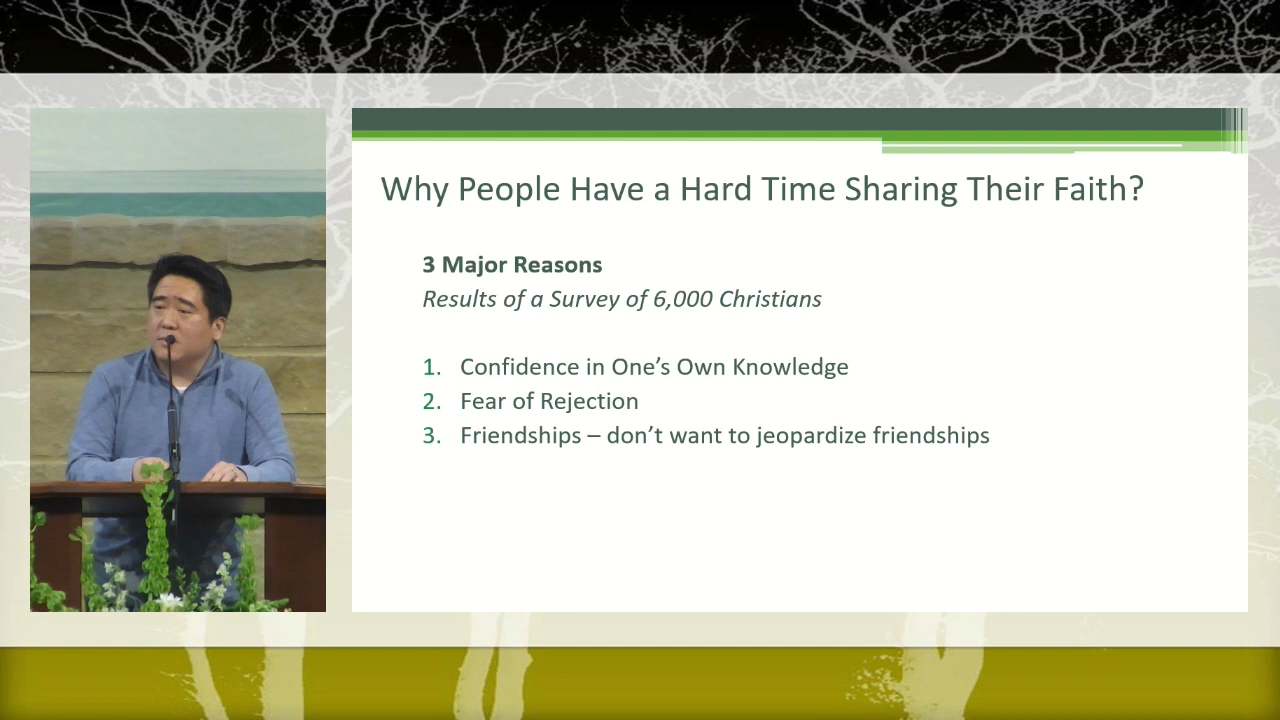 Why People Have a Hard Time Sharing Their Faith?
3 Major Reasons
Results of a Survey of 6,000 Christians
1. Confidence in One’s Own Knowledge
2. Fear of Rejection
3. Friendships – don’t want to jeopardize friendships